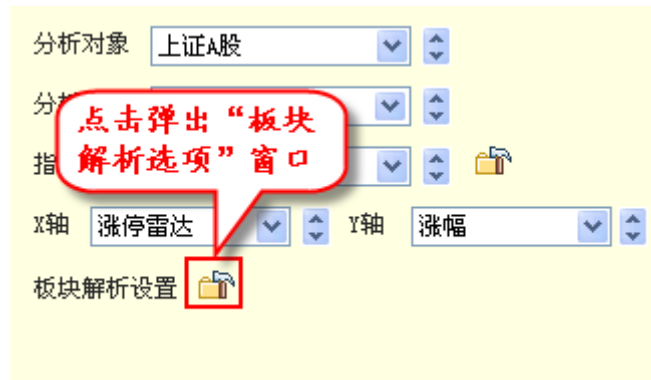 分析对象 上证A股
分
点击弹出“板块
解析选项”窗口
指
X轴 涨停雷达 Y轴 涨幅
板块解析设置